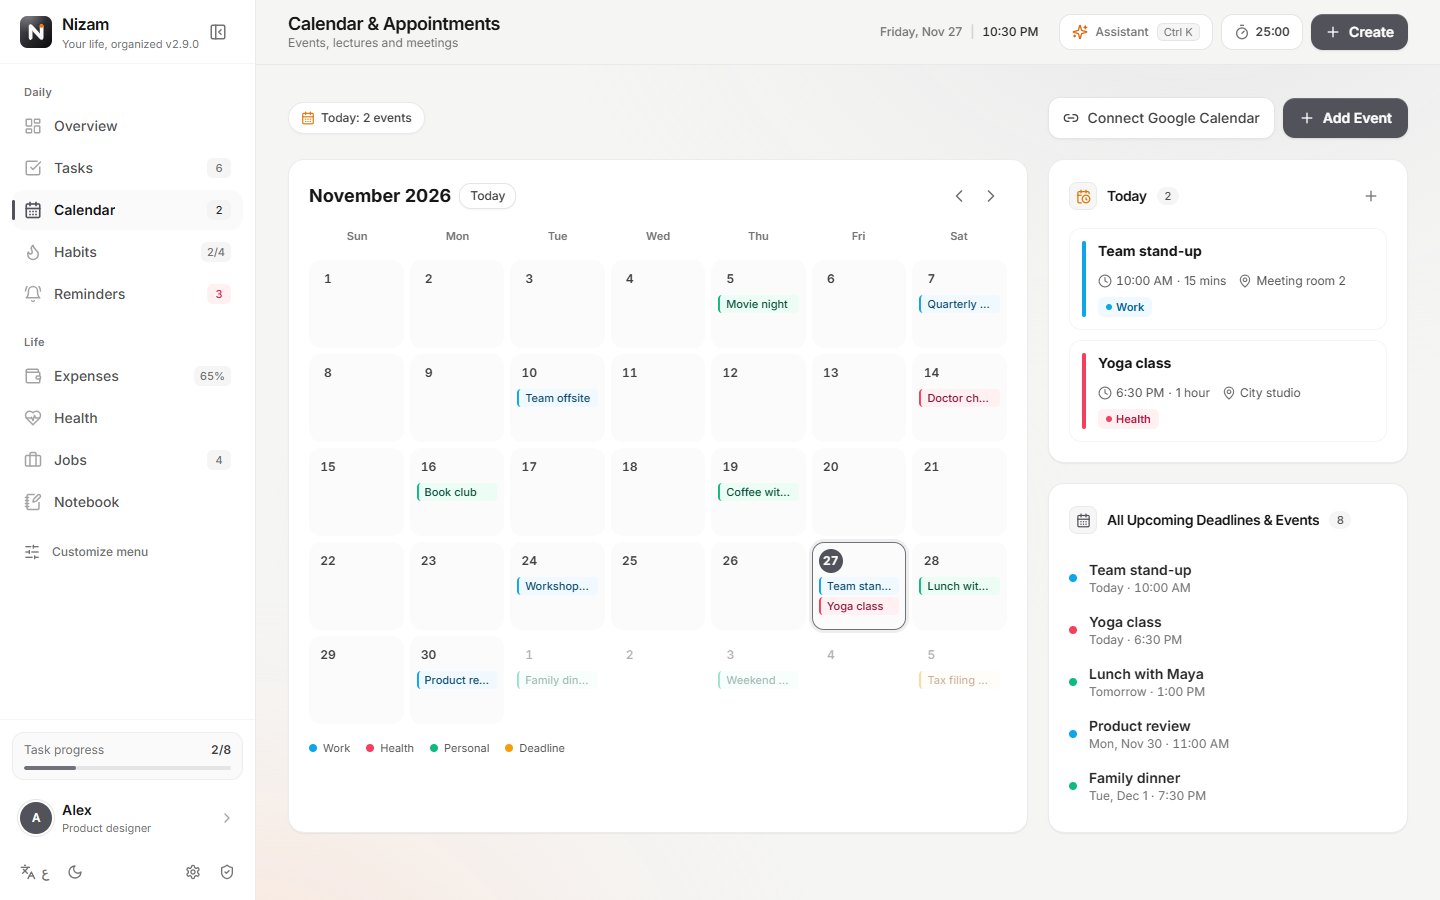 Nizam
Your life, organized v2.9.0
Daily
Overview
Tasks 6
Calendar 2
Habits 2/4
Reminders 3
Life
Expenses 65%
Health
Jobs 4
Notebook
Customize menu
Task progress 2/8
A
Alex
Product designer
ع
Calendar & Appointments
Events, lectures and meetings
Friday, Nov 27 | 10:30 PM
Assistant Ctrl K
25:00
+ Create
Today: 2 events
Connect Google Calendar
+ Add Event
November 2026 Today
Sun Mon Tue Wed Thu Fri Sat
1 2 3 4 5 6 7
Movie night Quarterly ...
8 9 10 11 12 13 14
Team offsite Doctor ch...
15 16 17 18 19 20 21
Book club Coffee wit...
22 23 24 25 26 27 28
Workshop... Team stan... Lunch wit...
Yoga class
29 30 1 2 3 4 5
Product re... Family din... Weekend ... Tax filing ...
Work Health Personal Deadline
Today 2
Team stand-up
10:00 AM · 15 mins Meeting room 2
Work
Yoga class
6:30 PM · 1 hour City studio
Health
All Upcoming Deadlines & Events 8
Team stand-up
Today · 10:00 AM
Yoga class
Today · 6:30 PM
Lunch with Maya
Tomorrow · 1:00 PM
Product review
Mon, Nov 30 · 11:00 AM
Family dinner
Tue, Dec 1 · 7:30 PM